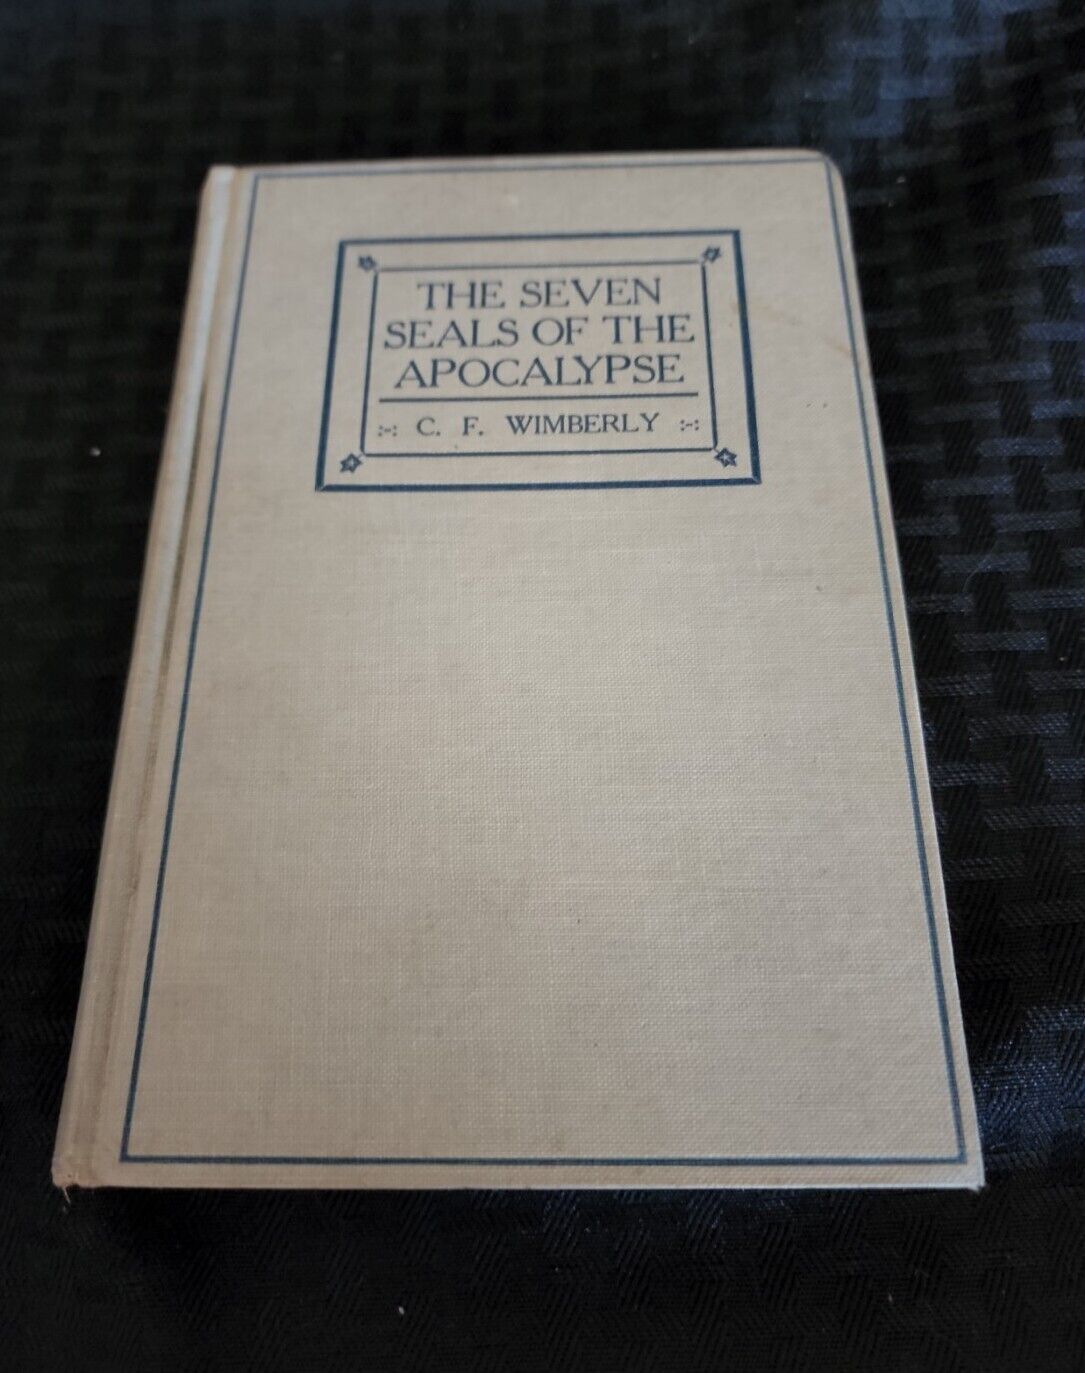 THE SEVEN
SEALS OF THE
APOCALYPSE
:-: C. F. WIMBERLY :-: